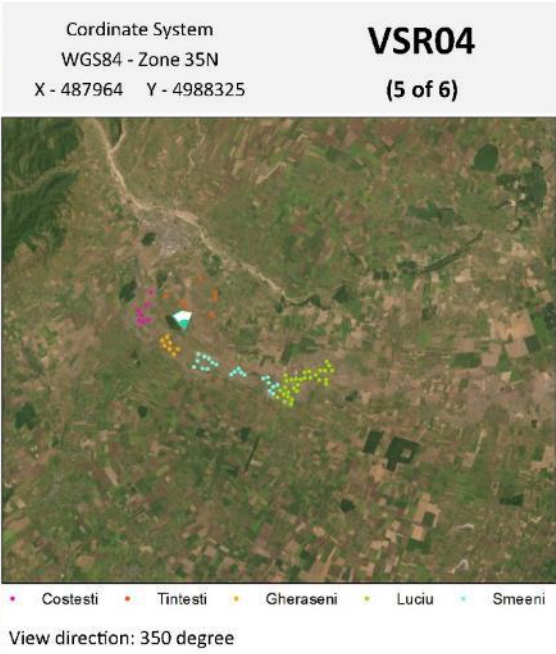 Cordinate System
WGS84 - Zone 35N
X - 487964 Y - 4988325
VSR04
(5 of 6)
Costesti Tintesti Gheraseni Luciu Smeeni
View direction: 350 degree